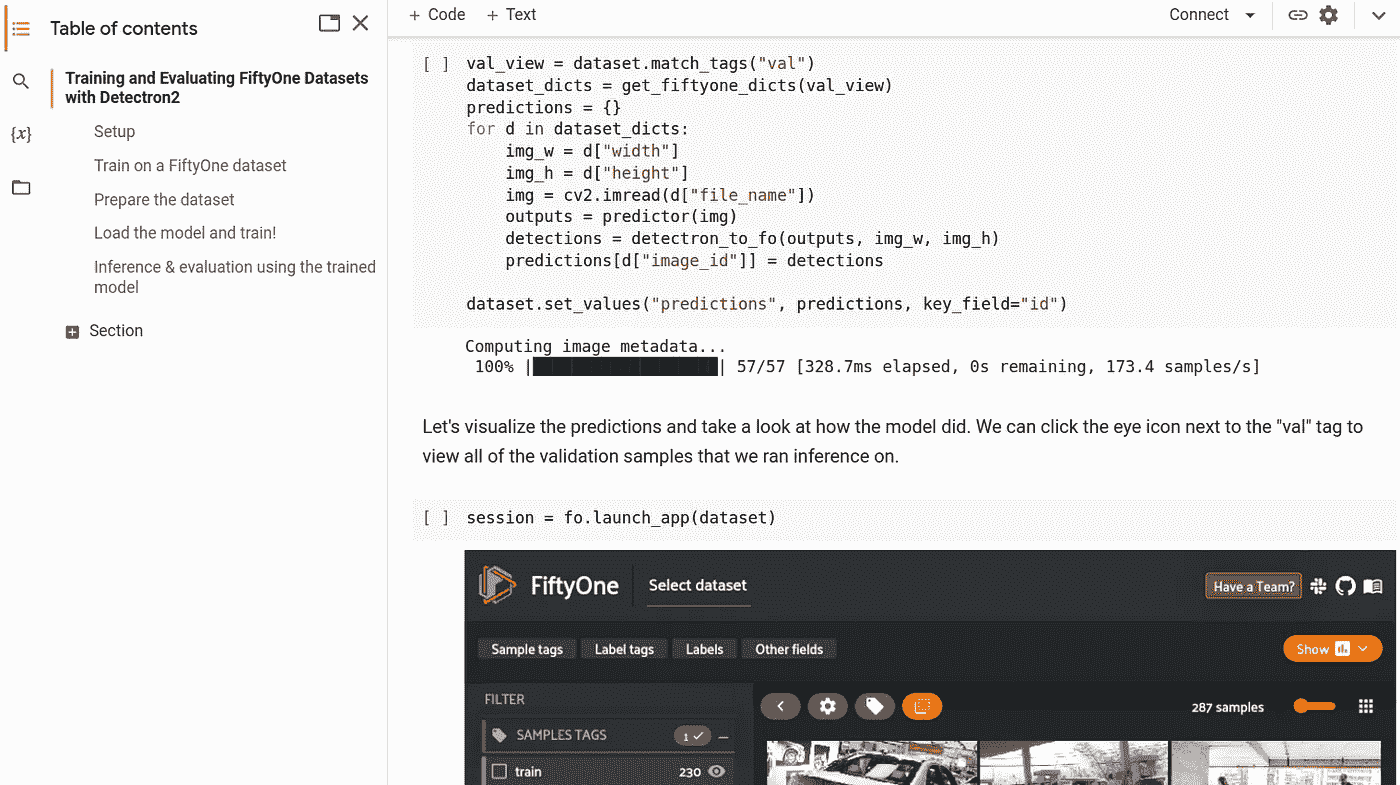 Table of contents
Training and Evaluating FiftyOne Datasets
with Detectron2
Setup
Train on a FiftyOne dataset
Prepare the dataset
Load the model and train!
Inference & evaluation using the trained
model
Section
+ Code + Text
Connect
[ ] val_view = dataset.match_tags("val")
dataset_dicts = get_fiftyone_dicts(val_view)
predictions = {}
for d in dataset_dicts:
    img_w = d["width"]
    img_h = d["height"]
    img = cv2.imread(d["file_name"])
    outputs = predictor(img)
    detections = detectron_to_fo(outputs, img_w, img_h)
    predictions[d["image_id"]] = detections
dataset.set_values("predictions", predictions, key_field="id")
Computing image metadata...
100% |████████████████████| 57/57 [328.7ms elapsed, 0s remaining, 173.4 samples/s]
Let's visualize the predictions and take a look at how the model did. We can click the eye icon next to the "val" tag to
view all of the validation samples that we ran inference on.
[ ] session = fo.launch_app(dataset)
FiftyOne Select dataset Have a Team?
Sample tags Label tags Labels Other fields Show
FILTER
287 samples
SAMPLES TAGS 1
train 230
{x}